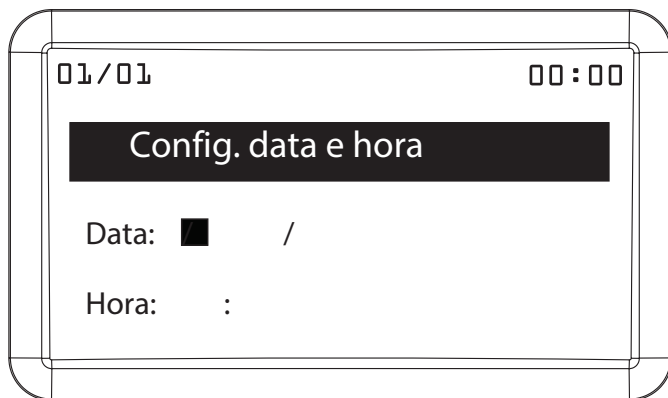 01/01 00:00
Config. data e hora
Data: / /
Hora: :